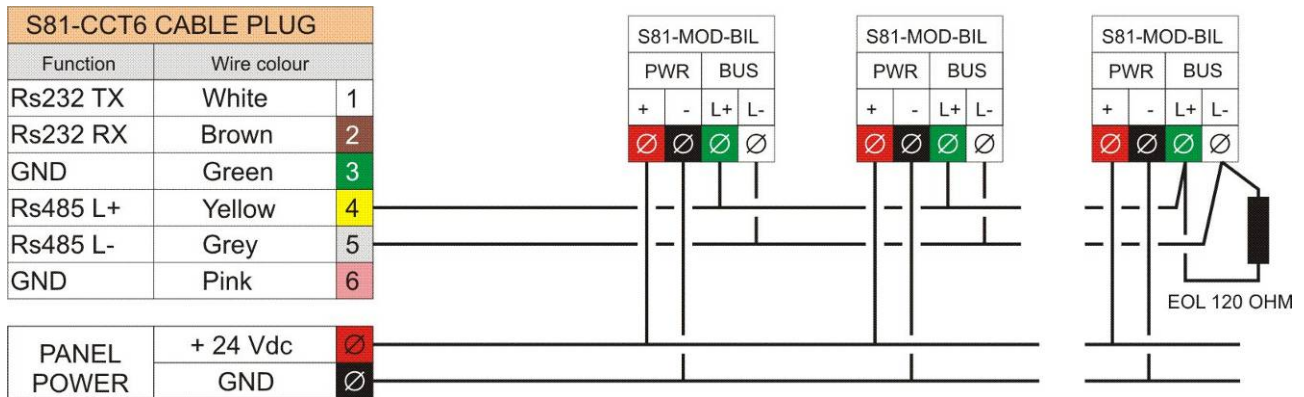 S81-CCT6 CABLE PLUG
Function Wire colour
Rs232 TX White 1
Rs232 RX Brown 2
GND Green 3
Rs485 L+ Yellow 4
Rs485 L- Grey 5
GND Pink 6
PANEL POWER
+ 24 Vdc
GND
S81-MOD-BIL
PWR BUS
+ - L+ L-
S81-MOD-BIL
PWR BUS
+ - L+ L-
S81-MOD-BIL
PWR BUS
+ - L+ L-
EOL 120 OHM